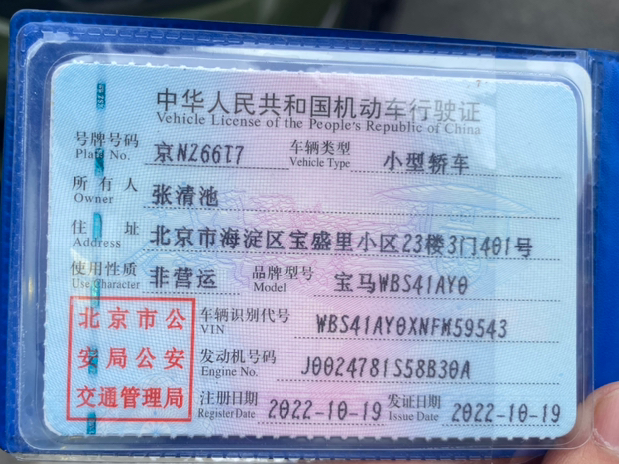 中华人民共和国机动车行驶证
Vehicle License of the People's Republic of China
号牌号码 京NZ66T7 车辆类型 小型轿车
Plate No. Vehicle Type
所有人 张清池
Owner
住址 北京市海淀区宝盛里小区23楼3门401号
Address
使用性质 非营运 品牌型号 宝马WBS41AY0
Use Character Model
北京市公安局公安交通管理局
车辆识别代号 WBS41AY0XNFM59543
VIN
发动机号码 J0024781S58B30A
Engine No.
注册日期 2022-10-19 发证日期 2022-10-19
Register Date Issue Date